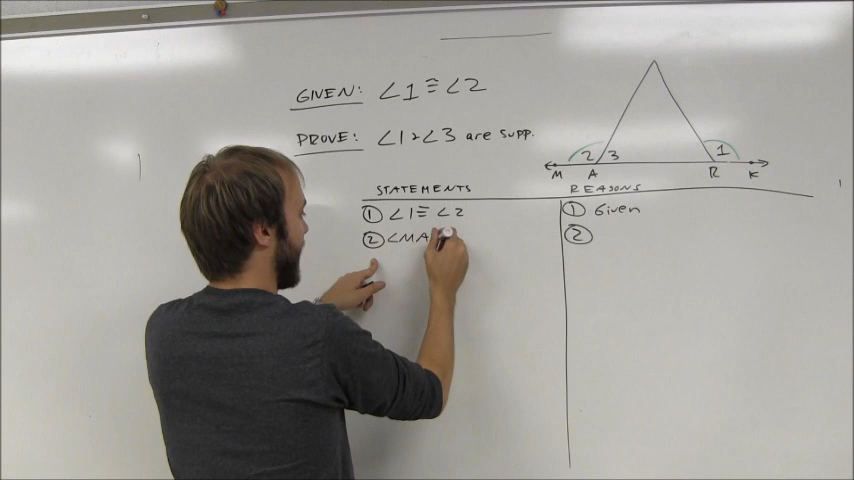 GIVEN: ∠1 ≅ ∠2
PROVE: ∠1 & ∠3 are supp.
2 3 1
M A R K
STATEMENTS REASONS
① ∠1 ≅ ∠2 ① Given
② <MA ②